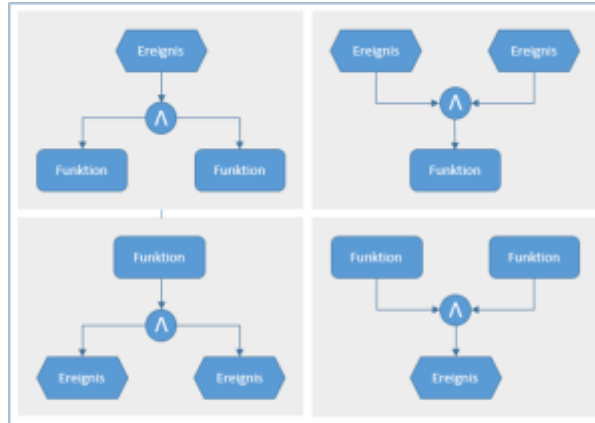 Ereignis
Λ
Funktion Funktion
Ereignis Ereignis
Λ
Funktion
Funktion
Λ
Ereignis Ereignis
Funktion Funktion
Λ
Ereignis